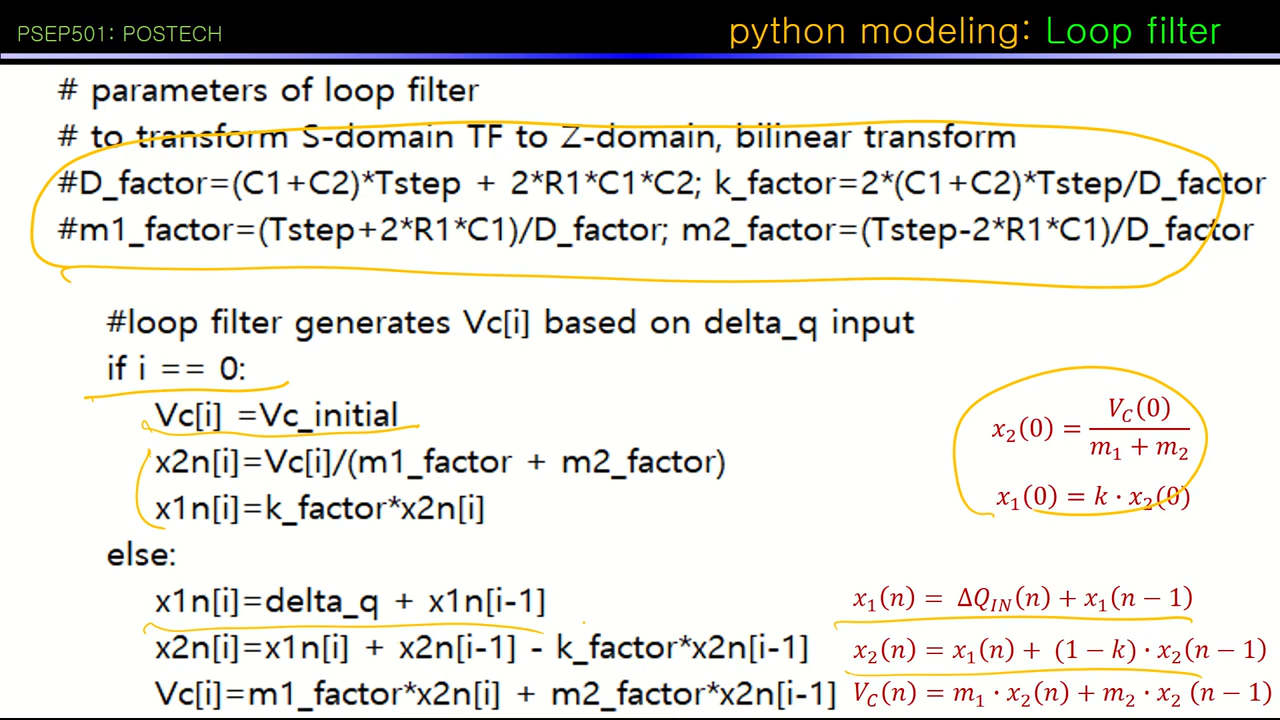 PSEP501: POSTECH
python modeling: Loop filter
# parameters of loop filter
# to transform S-domain TF to Z-domain, bilinear transform
#D_factor=(C1+C2)*Tstep + 2*R1*C1*C2; k_factor=2*(C1+C2)*Tstep/D_factor
#m1_factor=(Tstep+2*R1*C1)/D_factor; m2_factor=(Tstep-2*R1*C1)/D_factor
#loop filter generates Vc[i] based on delta_q input
if i == 0:
Vc[i] =Vc_initial
x2n[i]=Vc[i]/(m1_factor + m2_factor)
x1n[i]=k_factor*x2n[i]
x₂(0) = V_C(0) / m₁ + m₂
x₁(0) = k · x₂(0)
else:
x1n[i]=delta_q + x1n[i-1]
x₁(n) = ΔQ_IN(n) + x₁(n − 1)
x2n[i]=x1n[i] + x2n[i-1] - k_factor*x2n[i-1]
x₂(n) = x₁(n) + (1 − k) · x₂(n − 1)
Vc[i]=m1_factor*x2n[i] + m2_factor*x2n[i-1]
V_C(n) = m₁ · x₂(n) + m₂ · x₂ (n − 1)